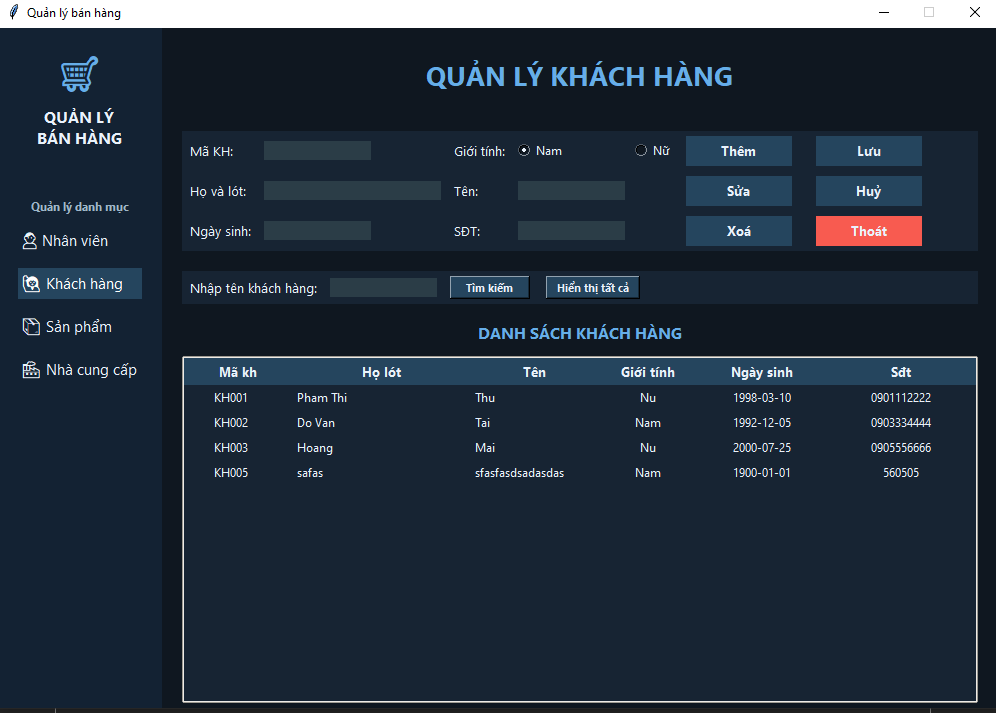 Quản lý bán hàng
QUẢN LÝ
BÁN HÀNG
Quản lý danh mục
Nhân viên
Khách hàng
Sản phẩm
Nhà cung cấp
QUẢN LÝ KHÁCH HÀNG
Mã KH: Giới tính: Nam Nữ Thêm Lưu
Họ và lót: Tên: Sửa Huỷ
Ngày sinh: SĐT: Xoá Thoát
Nhập tên khách hàng: Tìm kiếm Hiển thị tất cả
DANH SÁCH KHÁCH HÀNG
Mã kh Họ lót Tên Giới tính Ngày sinh Sđt
KH001 Pham Thi Thu Nu 1998-03-10 0901112222
KH002 Do Van Tai Nam 1992-12-05 0903334444
KH003 Hoang Mai Nu 2000-07-25 0905556666
KH005 safas sfasfasdsadasdas Nam 1900-01-01 560505